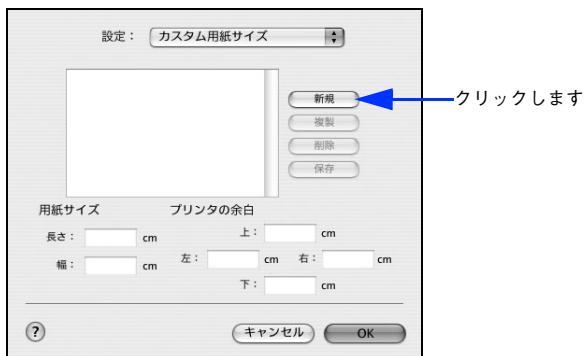 設定： カスタム用紙サイズ
新規
クリックします
複製
削除
保存
用紙サイズ プリンタの余白
長さ： cm 上： cm
幅： cm 左： cm 右： cm
下： cm
? キャンセル OK